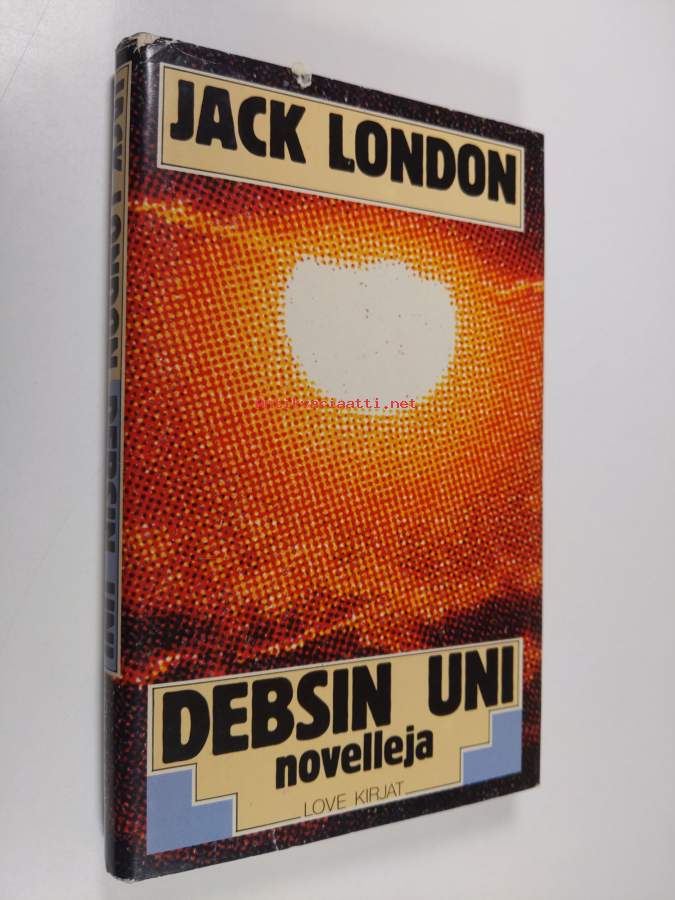 JACK LONDON
DEBSIN UNI
novelleja
LOVE KIRJAT
JACK LONDON DEBSIN UNI
antikvariaatti.net